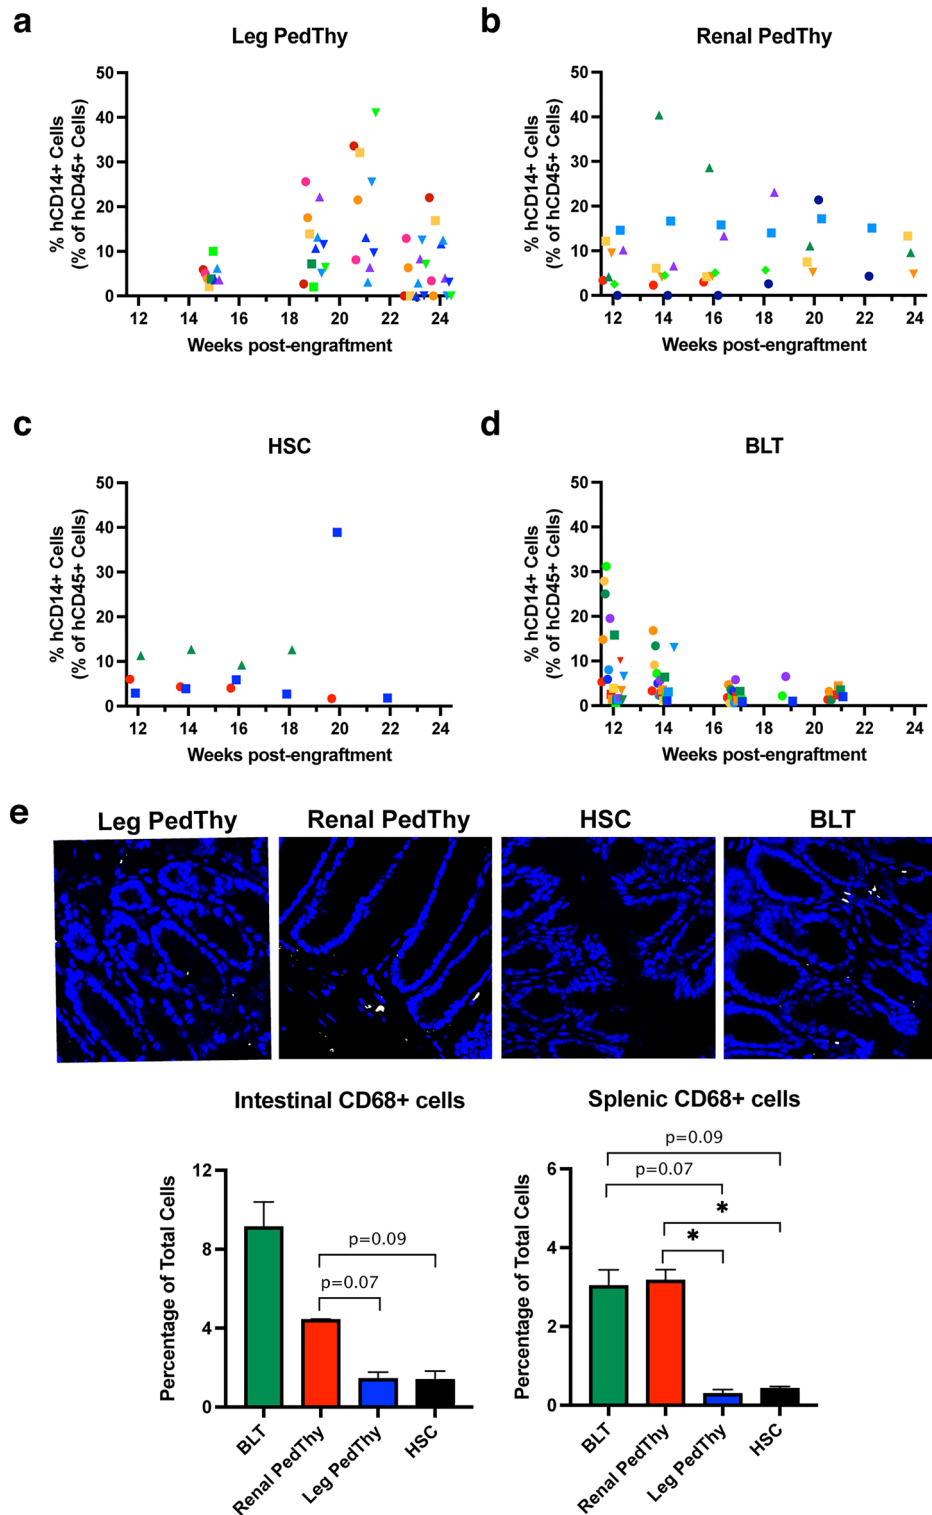 a
Leg PedThy
% hCD14+ Cells
(% of hCD45+ Cells)
50
40
30
20
10
0
12 14 16 18 20 22 24
Weeks post-engraftment
b
Renal PedThy
% hCD14+ Cells
(% of hCD45+ Cells)
50
40
30
20
10
0
12 14 16 18 20 22 24
Weeks post-engraftment
c
HSC
% hCD14+ Cells
(% of hCD45+ Cells)
50
40
30
20
10
0
12 14 16 18 20 22 24
Weeks post-engraftment
d
BLT
% hCD14+ Cells
(% of hCD45+ Cells)
50
40
30
20
10
0
12 14 16 18 20 22 24
Weeks post-engraftment
e
Leg PedThy Renal PedThy HSC BLT
Intestinal CD68+ cells
Percentage of Total Cells
12
8
4
0
p=0.09
p=0.07
BLT
Renal PedThy
Leg PedThy
HSC
Splenic CD68+ cells
Percentage of Total Cells
6
4
2
0
p=0.09
p=0.07
*
*
BLT
Renal PedThy
Leg PedThy
HSC